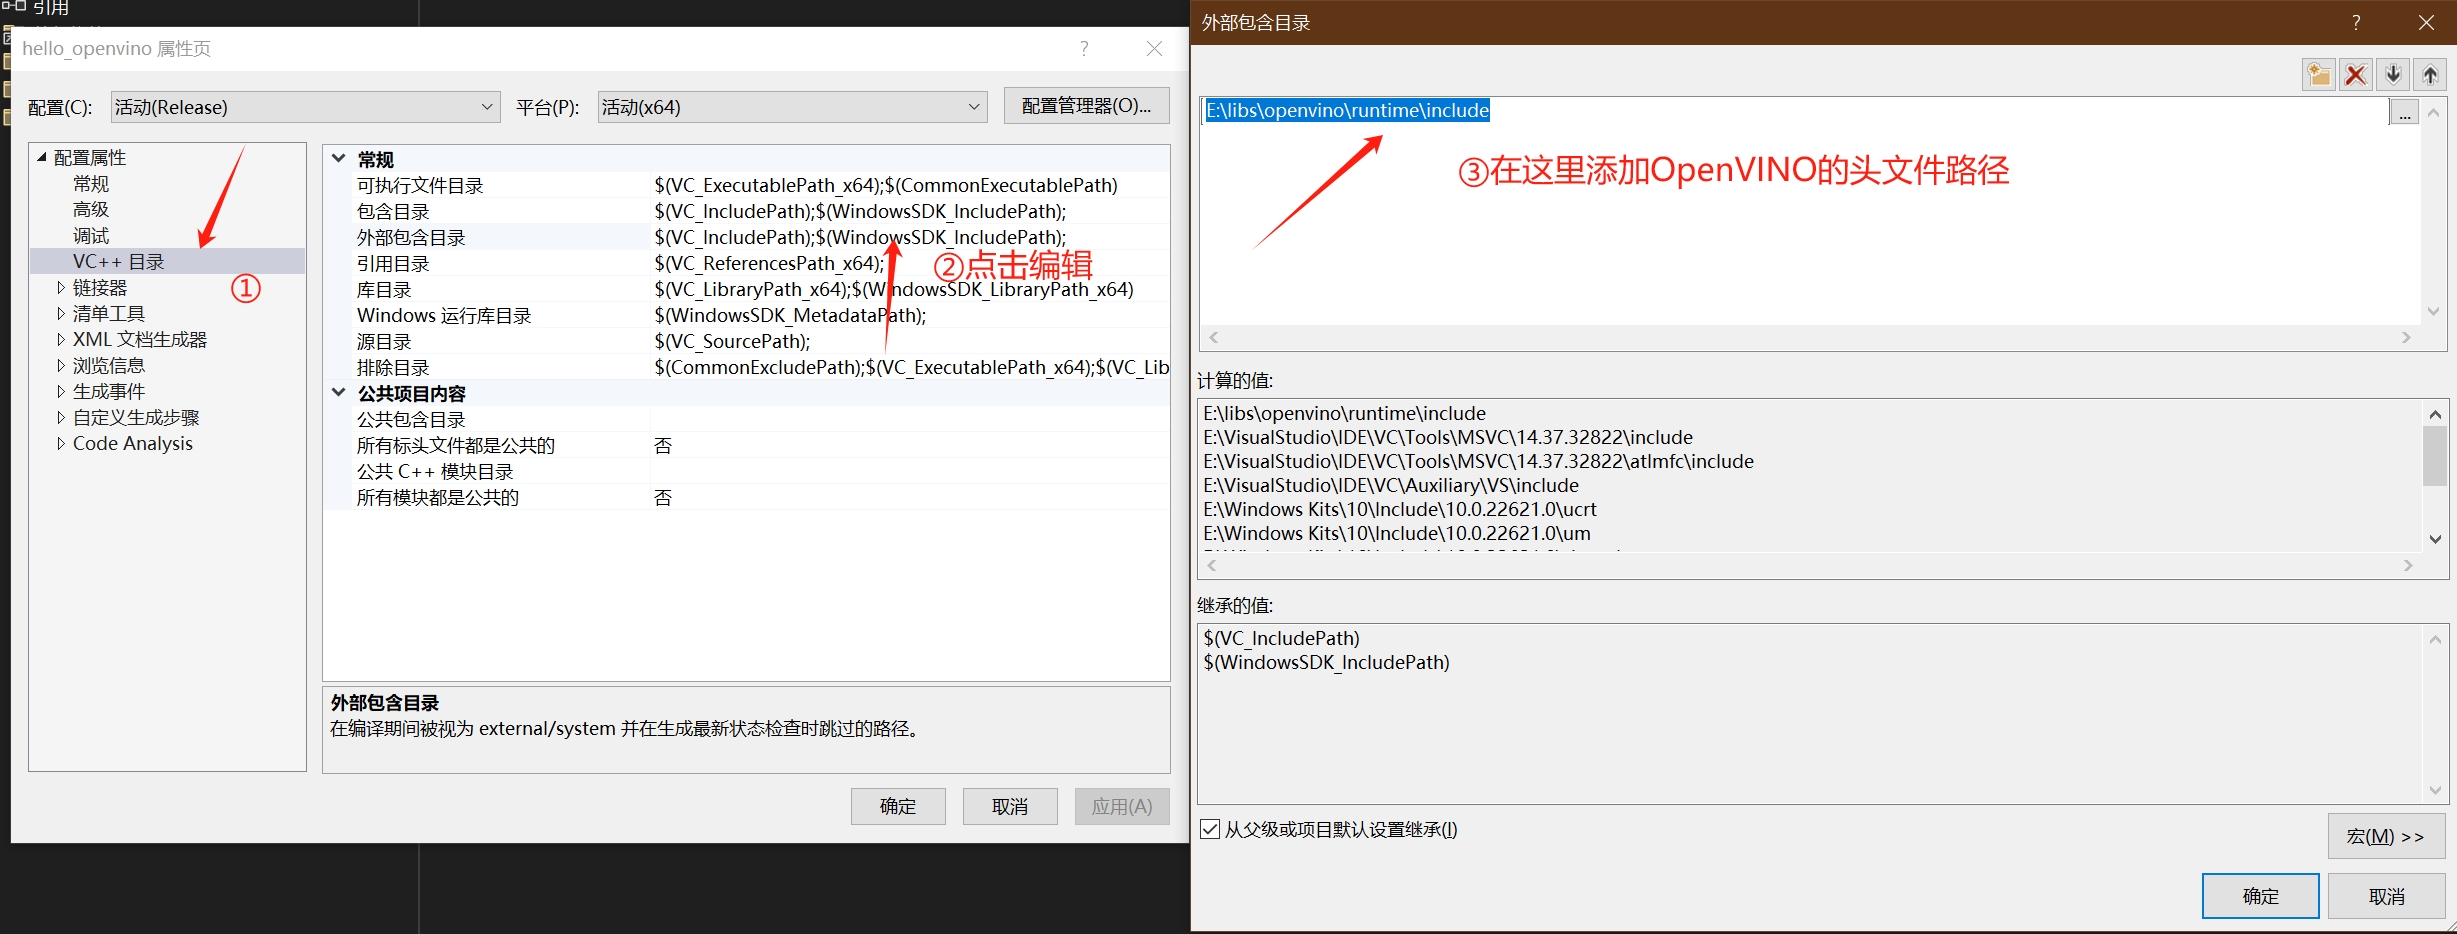 引用
hello_openvino 属性页
配置(C):
活动(Release)
平台(P):
活动(x64)
配置管理器(O)...
配置属性
常规
高级
调试
VC++ 目录
①
链接器
清单工具
XML 文档生成器
浏览信息
生成事件
自定义生成步骤
Code Analysis
常规
可执行文件目录 $(VC_ExecutablePath_x64);$(CommonExecutablePath)
包含目录 $(VC_IncludePath);$(WindowsSDK_IncludePath);
外部包含目录 $(VC_IncludePath);$(WindowsSDK_IncludePath);
引用目录 $(VC_ReferencesPath_x64);
②点击编辑
库目录 $(VC_LibraryPath_x64);$(WindowsSDK_LibraryPath_x64)
Windows 运行库目录 $(WindowsSDK_MetadataPath);
源目录 $(VC_SourcePath);
排除目录 $(CommonExcludePath);$(VC_ExecutablePath_x64);$(VC_Lib
公共项目内容
公共包含目录
所有标头文件都是公共的 否
公共 C++ 模块目录
所有模块都是公共的 否
外部包含目录
在编译期间被视为 external/system 并在生成最新状态检查时跳过的路径。
确定
取消
应用(A)
外部包含目录
E:\libs\openvino\runtime\include
...
③在这里添加OpenVINO的头文件路径
计算的值:
E:\libs\openvino\runtime\include
E:\VisualStudio\IDE\VC\Tools\MSVC\14.37.32822\include
E:\VisualStudio\IDE\VC\Tools\MSVC\14.37.32822\atlmfc\include
E:\VisualStudio\IDE\VC\Auxiliary\VS\include
E:\Windows Kits\10\Include\10.0.22621.0\ucrt
E:\Windows Kits\10\Include\10.0.22621.0\um
继承的值:
$(VC_IncludePath)
$(WindowsSDK_IncludePath)
从父级或项目默认设置继承(I)
宏(M) >>
确定
取消